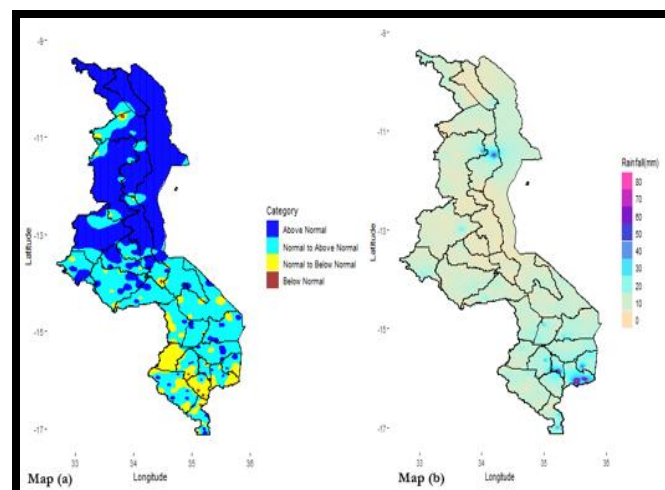 -9
-11
-13
-15
-17
Latitude
33
34
35
36
Longitude
Map (a)
Category
Above Normal
Normal to Above Normal
Normal to Below Normal
Below Normal
-9
-11
-13
-15
-17
Latitude
33
34
35
36
Longitude
Map (b)
Rainfall(mm)
80
70
60
50
40
30
20
10
0